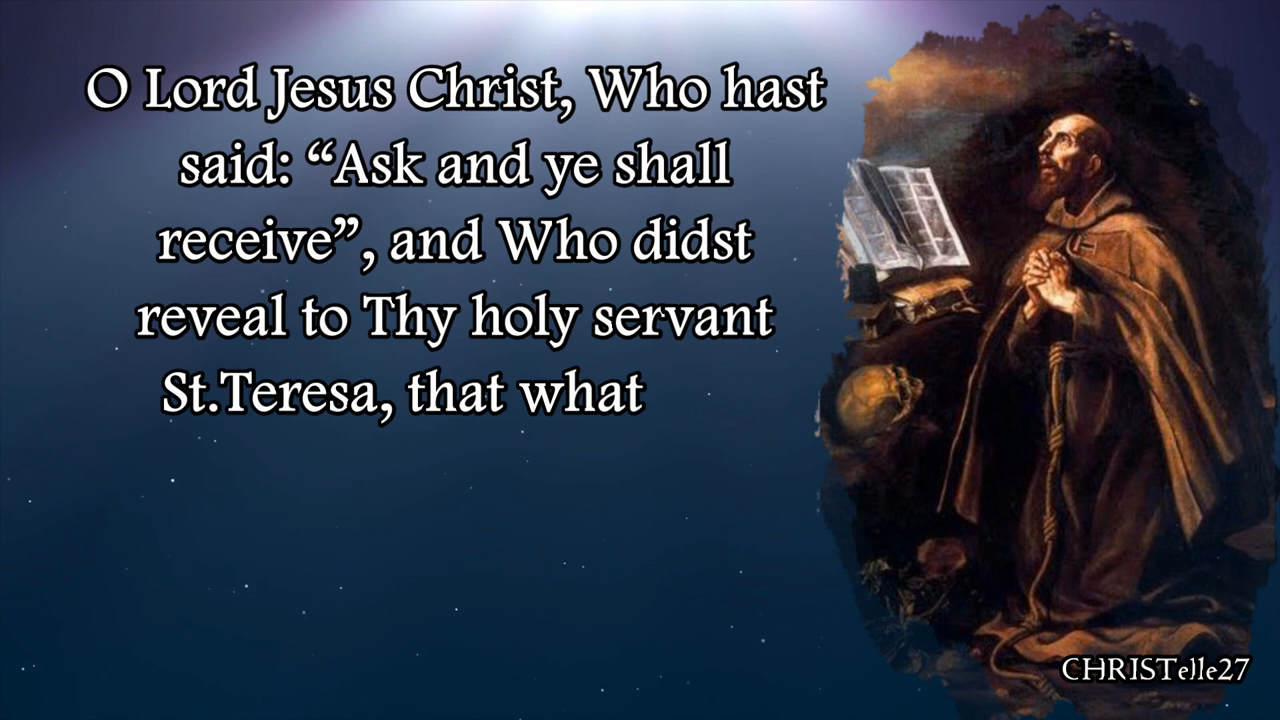 O Lord Jesus Christ, Who hast
said: “Ask and ye shall
receive”, and Who didst
reveal to Thy holy servant
St.Teresa, that what
CHRISTelle27